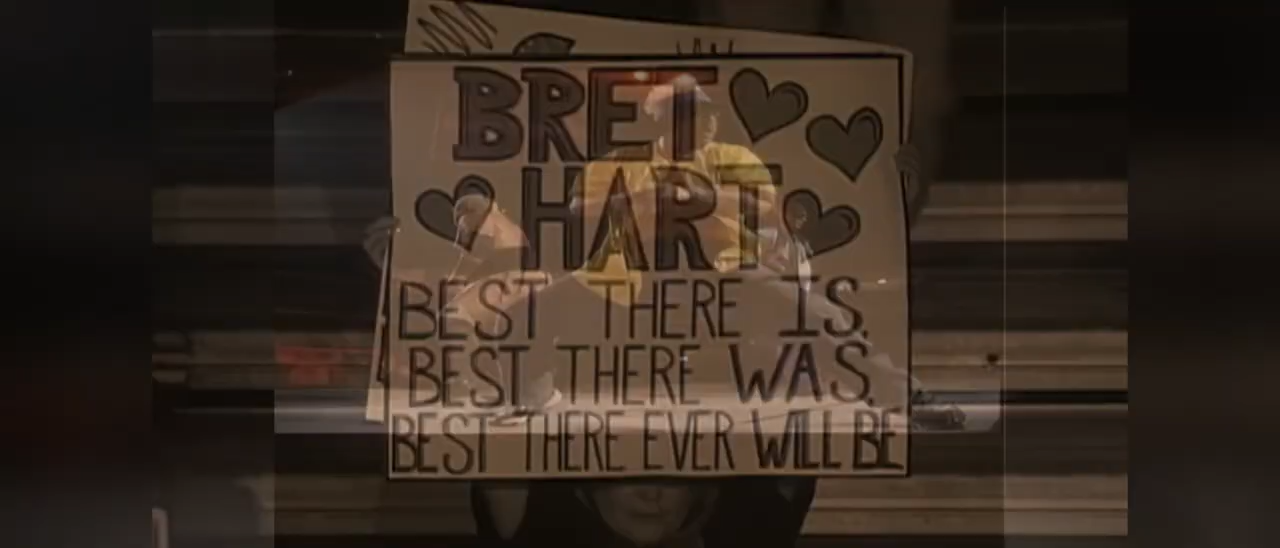 BRET
HART
BEST THERE IS.
BEST THERE WAS.
BEST THERE EVER WILL BE